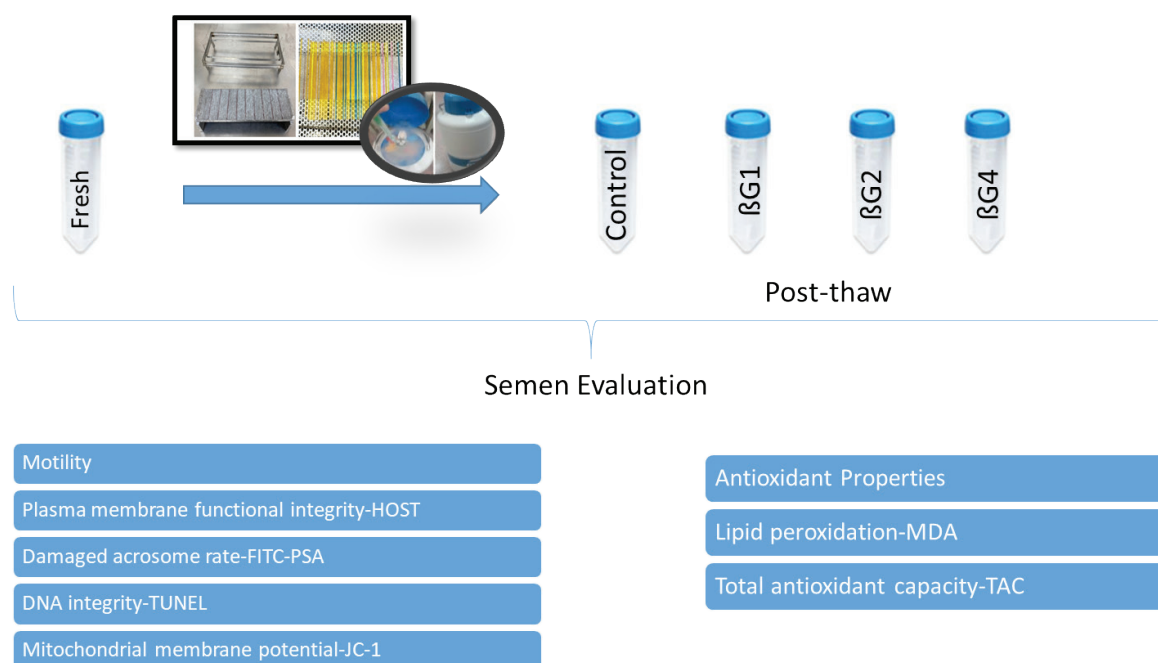 Fresh
Control
ßG1
ßG2
ßG4
Post-thaw
Semen Evaluation
Motility
Plasma membrane functional integrity-HOST
Damaged acrosome rate-FITC-PSA
DNA integrity-TUNEL
Mitochondrial membrane potential-JC-1
Antioxidant Properties
Lipid peroxidation-MDA
Total antioxidant capacity-TAC